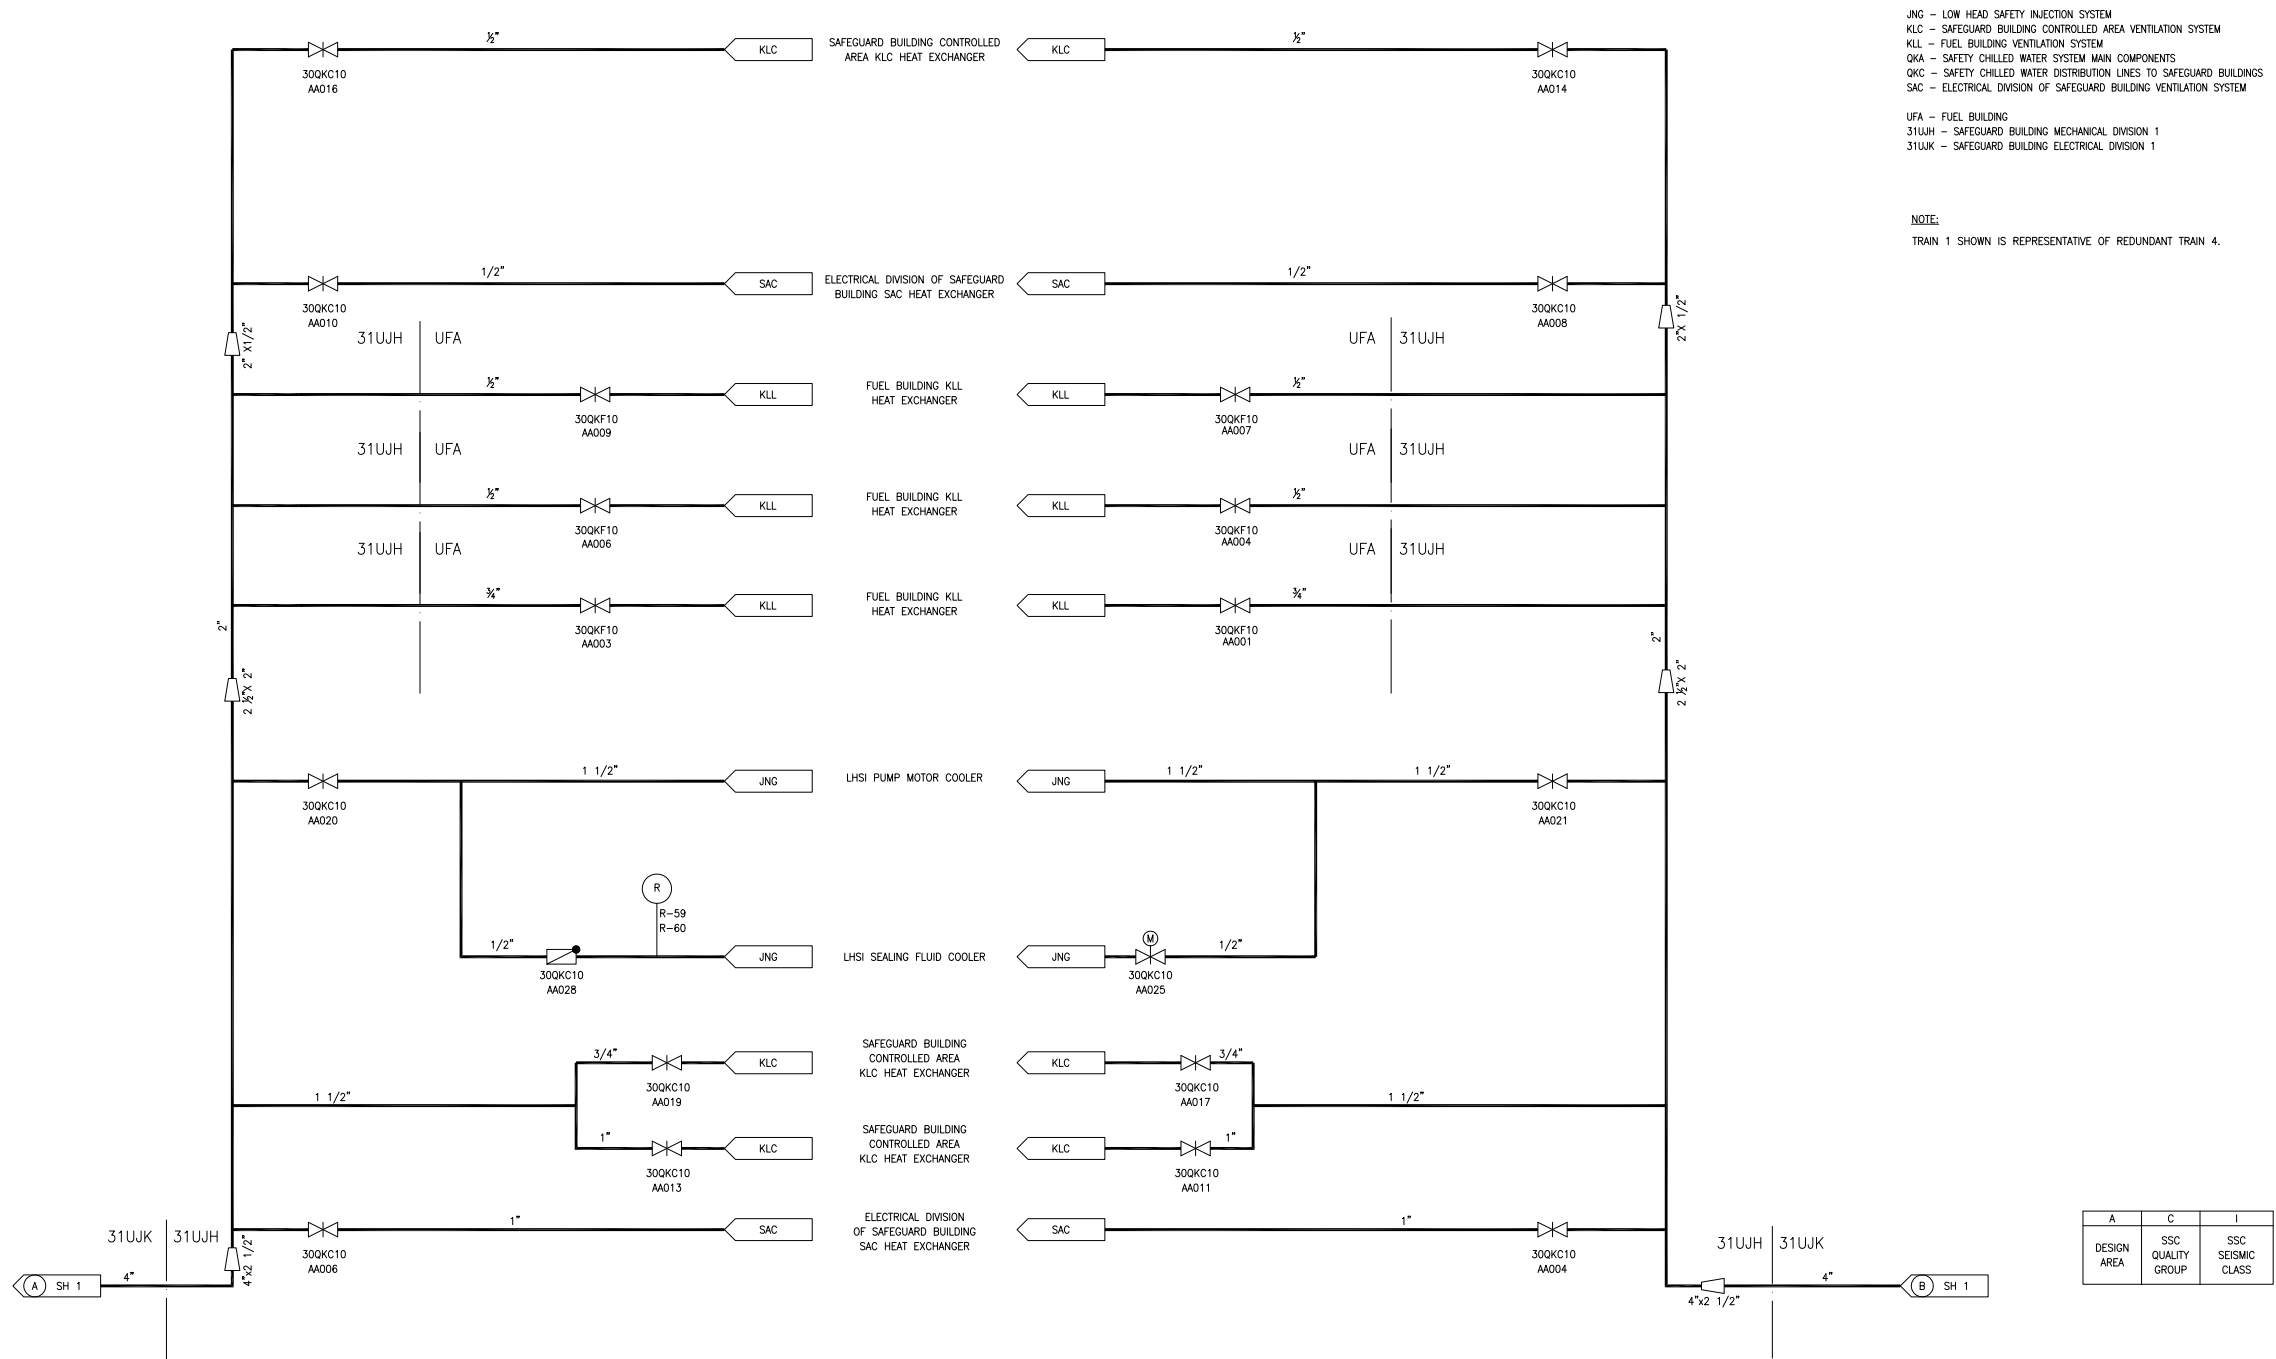 JNG – LOW HEAD SAFETY INJECTION SYSTEM
KLC – SAFEGUARD BUILDING CONTROLLED AREA VENTILATION SYSTEM
KLL – FUEL BUILDING VENTILATION SYSTEM
QKA – SAFETY CHILLED WATER SYSTEM MAIN COMPONENTS
QKC – SAFETY CHILLED WATER DISTRIBUTION LINES TO SAFEGUARD BUILDINGS
SAC – ELECTRICAL DIVISION OF SAFEGUARD BUILDING VENTILATION SYSTEM
UFA – FUEL BUILDING
31UJH – SAFEGUARD BUILDING MECHANICAL DIVISION 1
31UJK – SAFEGUARD BUILDING ELECTRICAL DIVISION 1
NOTE:
TRAIN 1 SHOWN IS REPRESENTATIVE OF REDUNDANT TRAIN 4.
½"
KLC
SAFEGUARD BUILDING CONTROLLED
AREA KLC HEAT EXCHANGER
KLC
½"
30QKC10
AA016
30QKC10
AA014
1/2"
SAC
ELECTRICAL DIVISION OF SAFEGUARD
BUILDING SAC HEAT EXCHANGER
SAC
1/2"
30QKC10
AA010
30QKC10
AA008
2" X1/2"
2"X 1/2"
31UJH
UFA
UFA
31UJH
½"
KLL
FUEL BUILDING KLL
HEAT EXCHANGER
KLL
½"
30QKF10
AA009
30QKF10
AA007
31UJH
UFA
UFA
31UJH
½"
KLL
FUEL BUILDING KLL
HEAT EXCHANGER
KLL
½"
30QKF10
AA006
30QKF10
AA004
31UJH
UFA
UFA
31UJH
¾"
KLL
FUEL BUILDING KLL
HEAT EXCHANGER
KLL
¾"
30QKF10
AA003
30QKF10
AA001
2"
2"
2 ½"X 2"
2 ½"X 2"
1 1/2"
JNG
LHSI PUMP MOTOR COOLER
JNG
1 1/2"
1 1/2"
30QKC10
AA020
30QKC10
AA021
R
R–59
R–60
1/2"
JNG
LHSI SEALING FLUID COOLER
JNG
M
1/2"
30QKC10
AA028
30QKC10
AA025
3/4"
KLC
SAFEGUARD BUILDING
CONTROLLED AREA
KLC HEAT EXCHANGER
KLC
3/4"
30QKC10
AA019
30QKC10
AA017
1 1/2"
1 1/2"
1"
KLC
SAFEGUARD BUILDING
CONTROLLED AREA
KLC HEAT EXCHANGER
KLC
1"
30QKC10
AA013
30QKC10
AA011
1"
SAC
ELECTRICAL DIVISION
OF SAFEGUARD BUILDING
SAC HEAT EXCHANGER
SAC
1"
30QKC10
AA006
30QKC10
AA004
31UJK
31UJH
31UJH
31UJK
4"x2 1/2"
A SH 1
4"
4"x2 1/2"
4"
B SH 1
A C I
DESIGN
AREA
SSC
QUALITY
GROUP
SSC
SEISMIC
CLASS